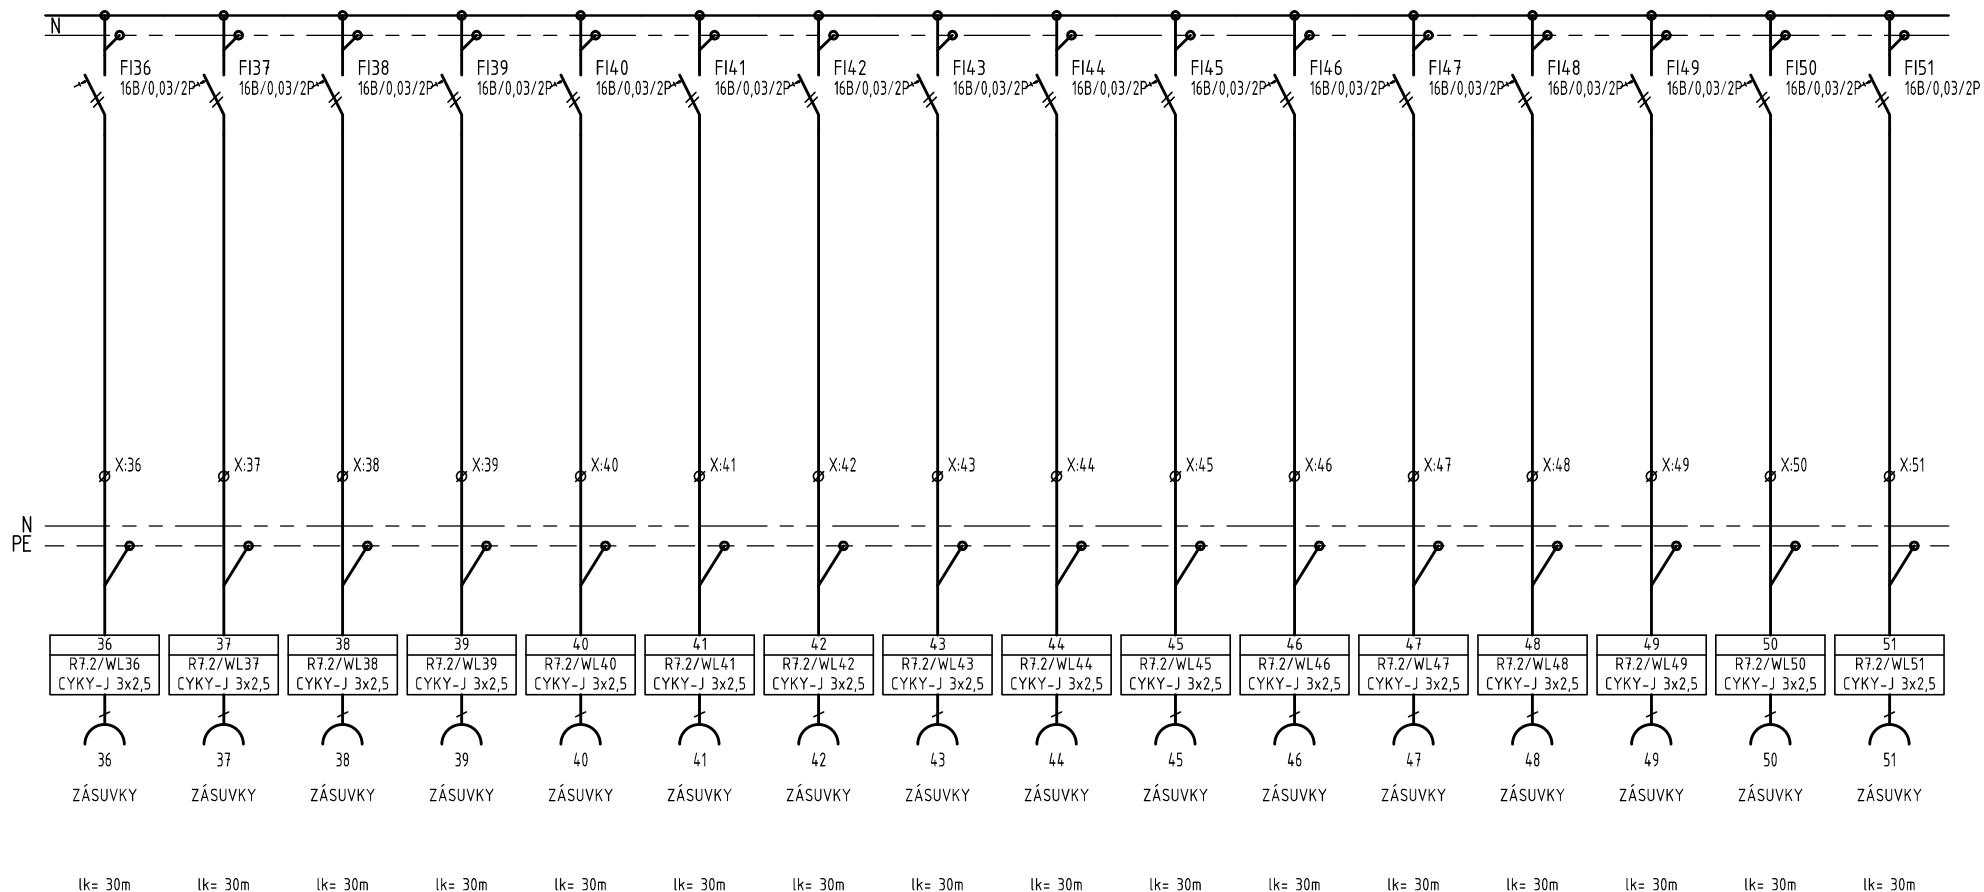 N
FI36 FI37 FI38 FI39 FI40 FI41 FI42 FI43 FI44 FI45 FI46 FI47 FI48 FI49 FI50 FI51
16B/0,03/2P 16B/0,03/2P 16B/0,03/2P 16B/0,03/2P 16B/0,03/2P 16B/0,03/2P 16B/0,03/2P 16B/0,03/2P 16B/0,03/2P 16B/0,03/2P 16B/0,03/2P 16B/0,03/2P 16B/0,03/2P 16B/0,03/2P 16B/0,03/2P 16B/0,03/2P
X:36 X:37 X:38 X:39 X:40 X:41 X:42 X:43 X:44 X:45 X:46 X:47 X:48 X:49 X:50 X:51
N
PE
36 37 38 39 40 41 42 43 44 45 46 47 48 49 50 51
R7.2/WL36 R7.2/WL37 R7.2/WL38 R7.2/WL39 R7.2/WL40 R7.2/WL41 R7.2/WL42 R7.2/WL43 R7.2/WL44 R7.2/WL45 R7.2/WL46 R7.2/WL47 R7.2/WL48 R7.2/WL49 R7.2/WL50 R7.2/WL51
CYKY-J 3x2,5 CYKY-J 3x2,5 CYKY-J 3x2,5 CYKY-J 3x2,5 CYKY-J 3x2,5 CYKY-J 3x2,5 CYKY-J 3x2,5 CYKY-J 3x2,5 CYKY-J 3x2,5 CYKY-J 3x2,5 CYKY-J 3x2,5 CYKY-J 3x2,5 CYKY-J 3x2,5 CYKY-J 3x2,5 CYKY-J 3x2,5 CYKY-J 3x2,5
36 37 38 39 40 41 42 43 44 45 46 47 48 49 50 51
ZÁSUVKY ZÁSUVKY ZÁSUVKY ZÁSUVKY ZÁSUVKY ZÁSUVKY ZÁSUVKY ZÁSUVKY ZÁSUVKY ZÁSUVKY ZÁSUVKY ZÁSUVKY ZÁSUVKY ZÁSUVKY ZÁSUVKY ZÁSUVKY
lk= 30m lk= 30m lk= 30m lk= 30m lk= 30m lk= 30m lk= 30m lk= 30m lk= 30m lk= 30m lk= 30m lk= 30m lk= 30m lk= 30m lk= 30m lk= 30m